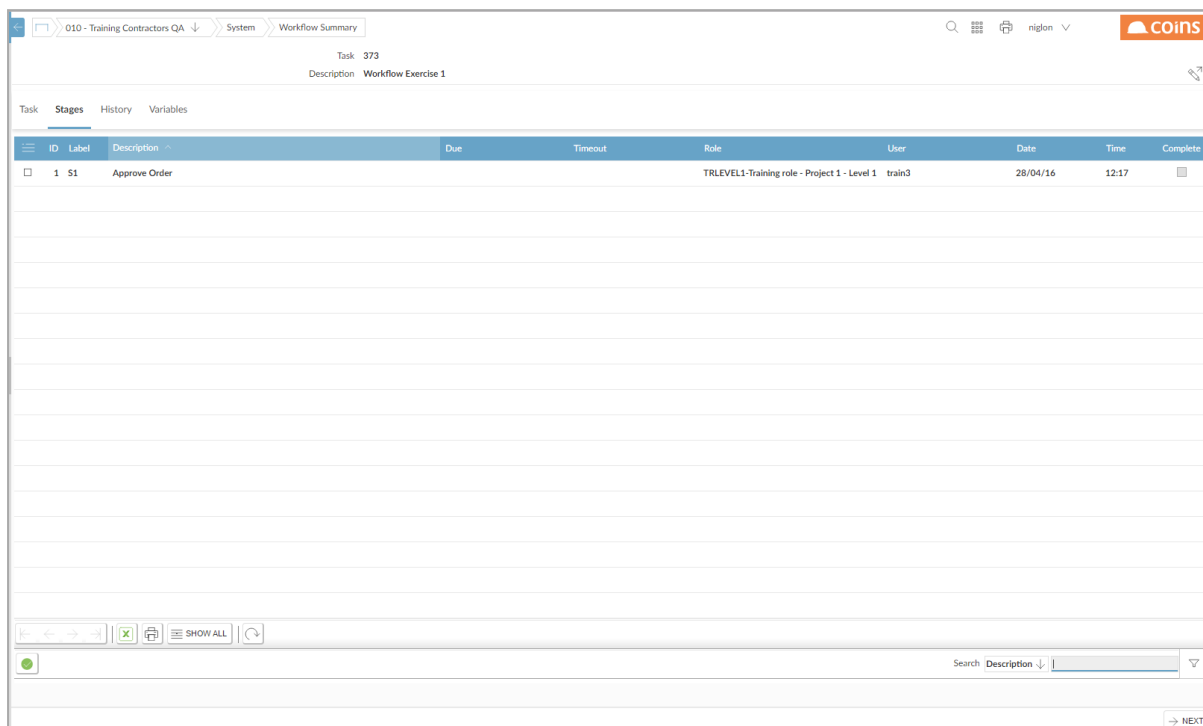 010 - Training Contractors QA System Workflow Summary niglon coins
Task 373
Description Workflow Exercise 1
Task Stages History Variables
ID Label Description Due Timeout Role User Date Time Complete
1 S1 Approve Order TRLEVEL1-Training role - Project 1 - Level 1 train3 28/04/16 12:17
SHOW ALL
Search Description
NEXT